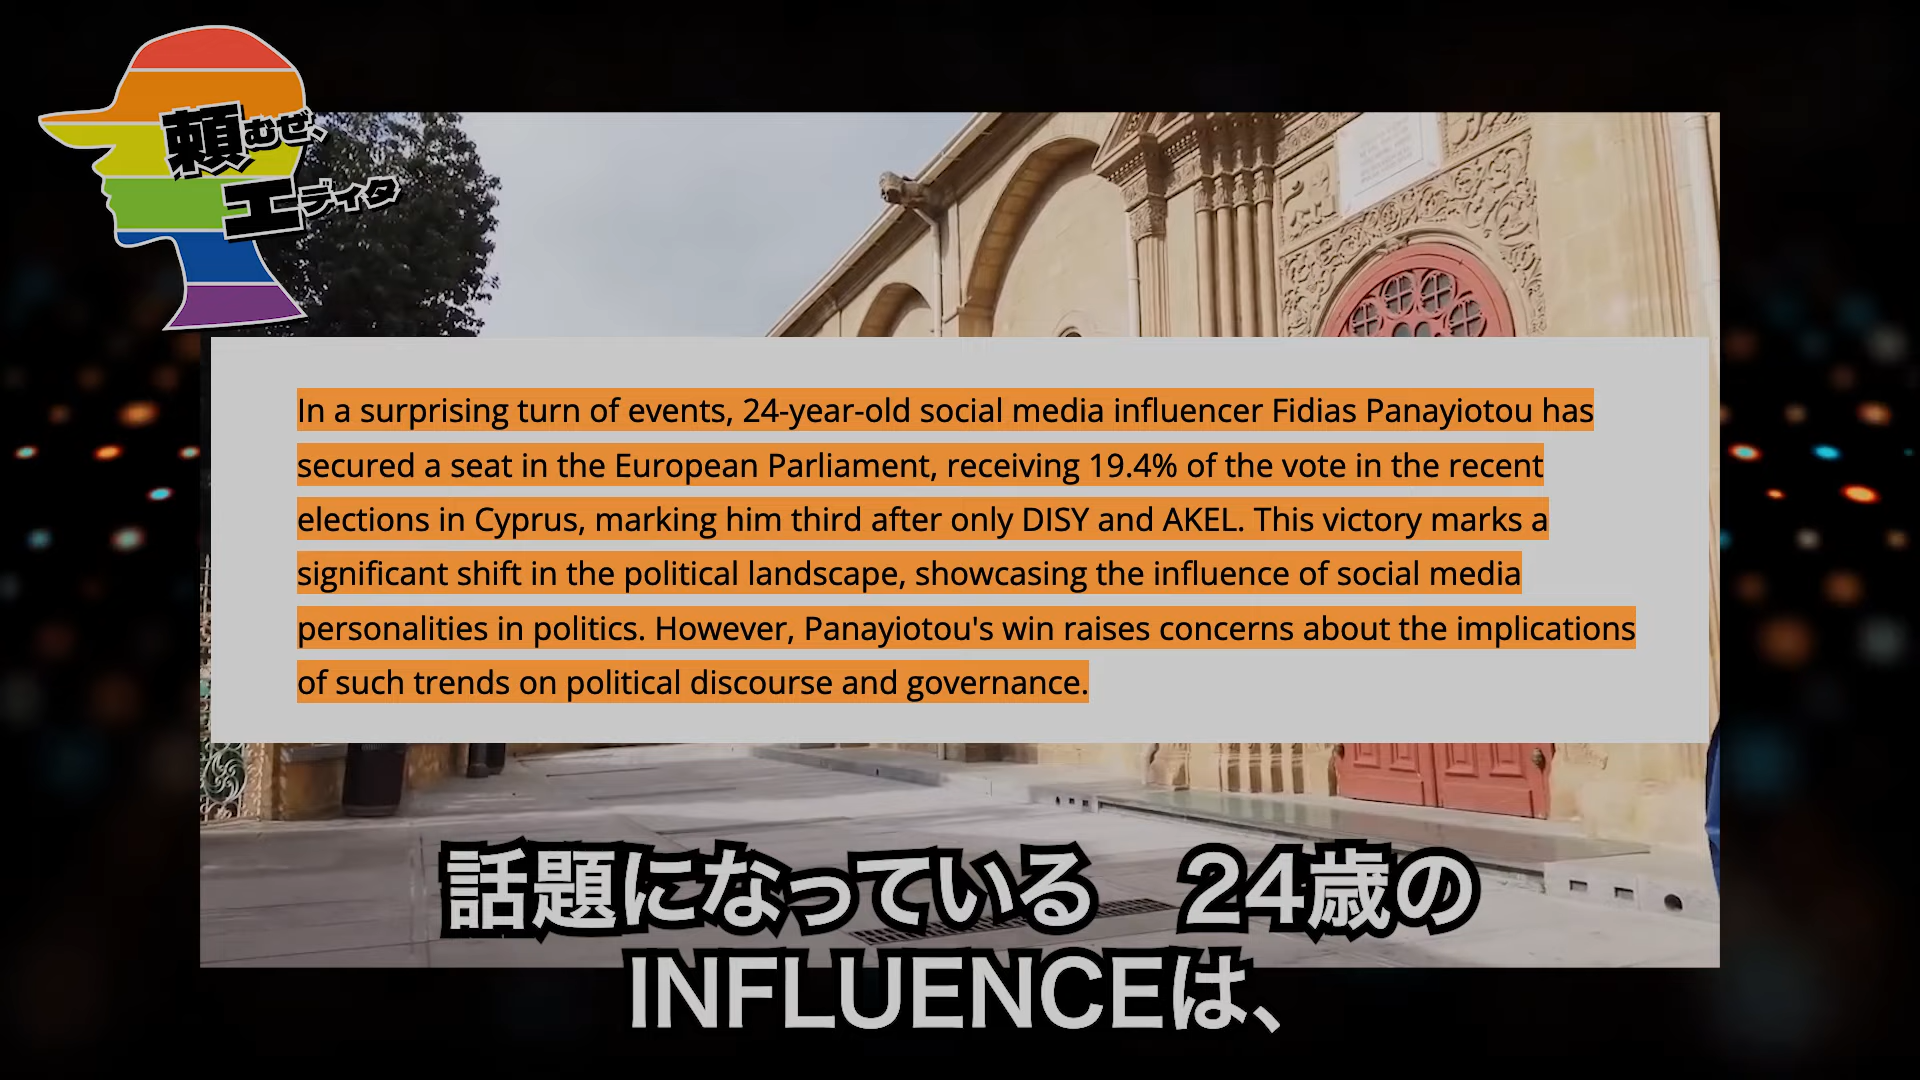 頼むぜ、
エディタ
In a surprising turn of events, 24-year-old social media influencer Fidias Panayiotou has
secured a seat in the European Parliament, receiving 19.4% of the vote in the recent
elections in Cyprus, marking him third after only DISY and AKEL. This victory marks a
significant shift in the political landscape, showcasing the influence of social media
personalities in politics. However, Panayiotou's win raises concerns about the implications
of such trends on political discourse and governance.
話題になっている 24歳の
INFLUENCEは、